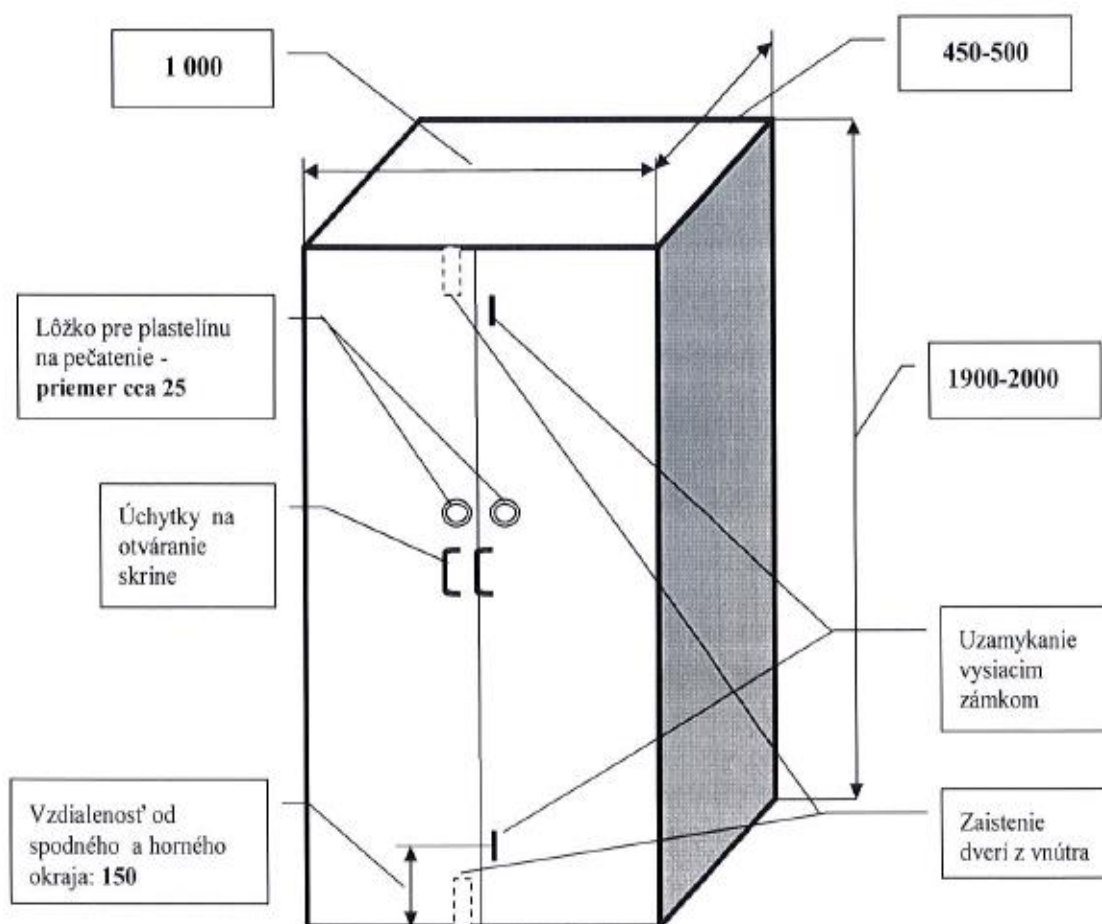 1 000
450-500
Lôžko pre plastelínu
na pečatenie -
priemer cca 25
1900-2000
Úchytky na
otváranie
skrine
Uzamykanie
vysiacim
zámkom
Vzdialenosť od
spodného a horného
okraja: 150
Zaistenie
dverí z vnútra